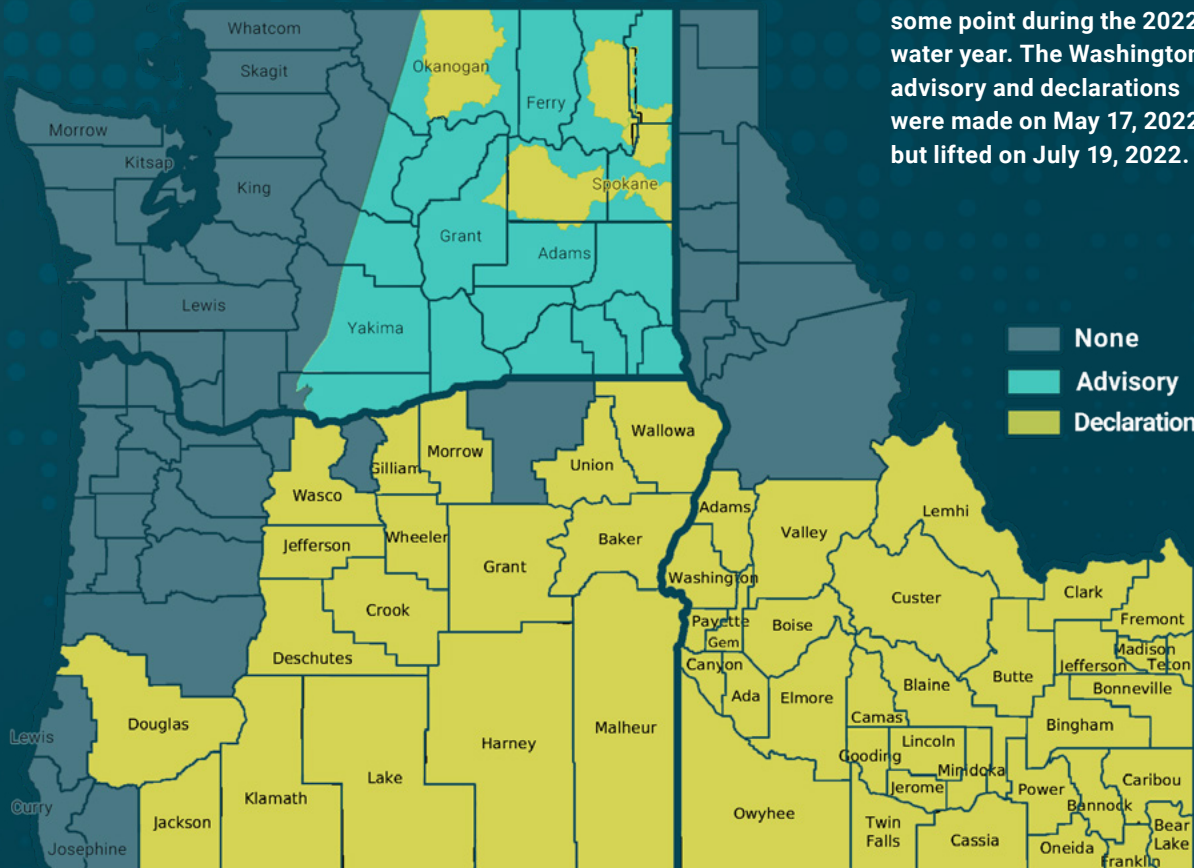 some point during the 2022
water year. The Washington
advisory and declarations
were made on May 17, 2022
but lifted on July 19, 2022.
None
Advisory
Declaration
Whatcom
Skagit
Okanogan
Ferry
Morrow
Kitsap
King
Spokane
Grant
Adams
Lewis
Yakima
Wallowa
Gilliam
Morrow
Union
Wasco
Adams
Lemhi
Jefferson
Wheeler
Baker
Valley
Grant
Washington
Clark
Custer
Crook
Payette
Boise
Fremont
Gem
Madison
Deschutes
Canyon
Jefferson
Teton
Butte
Blaine
Bonneville
Ada
Elmore
Camas
Douglas
Malheur
Bingham
Lewis
Harney
Lincoln
Gooding
Minidoka
Lake
Jerome
Power
Caribou
Klamath
Curry
Bannock
Owyhee
Jackson
Twin
Falls
Bear
Lake
Josephine
Cassia
Oneida
Franklin